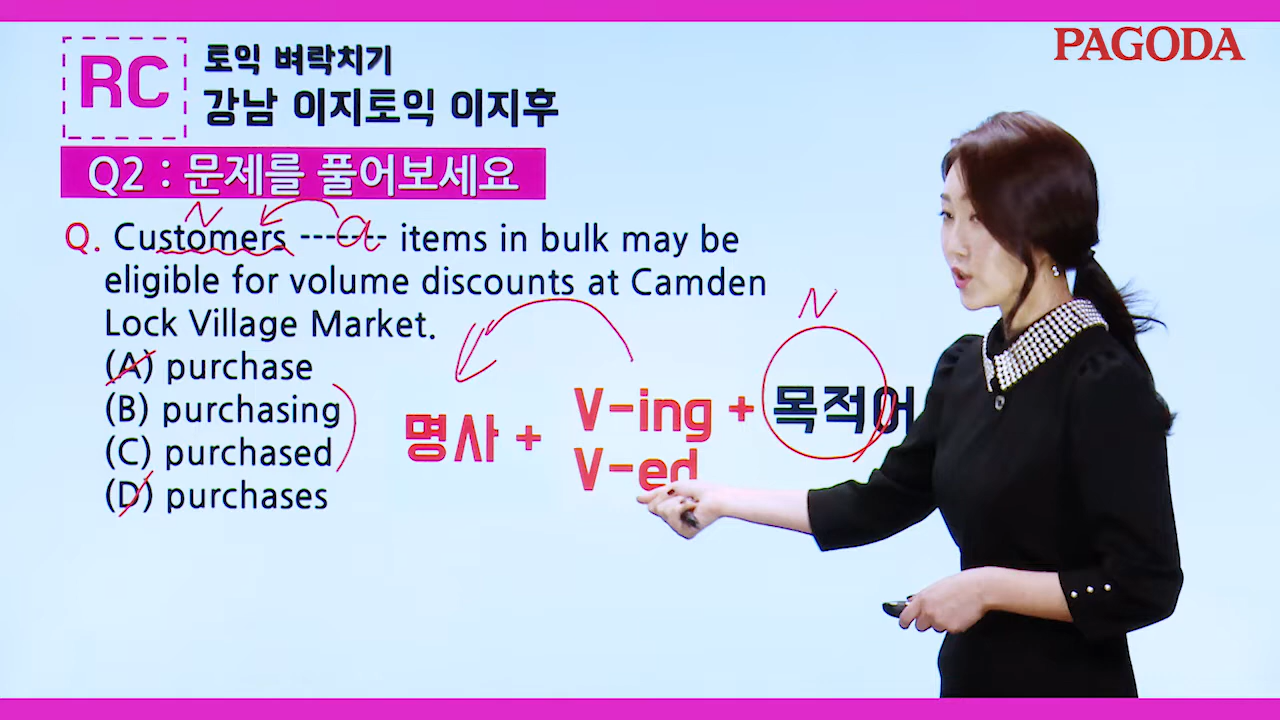 PAGODA
RC
토익 벼락치기
강남 이지토익 이지후
Q2 : 문제를 풀어보세요
N
a
Q. Customers ------- items in bulk may be
eligible for volume discounts at Camden
Lock Village Market.
(A) purchase
(B) purchasing
(C) purchased
(D) purchases
N
명사 + V-ing + 목적어
V-ed